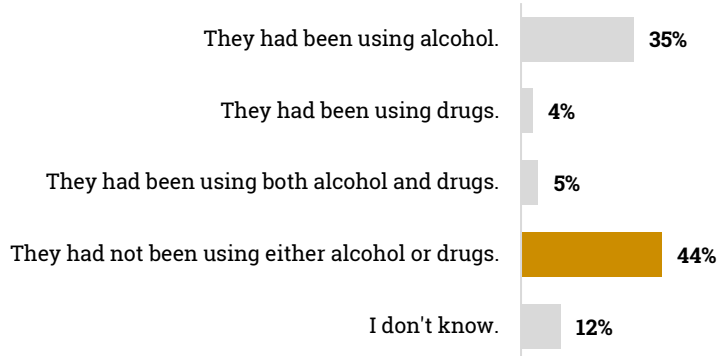 They had been using alcohol. 35%
They had been using drugs. 4%
They had been using both alcohol and drugs. 5%
They had not been using either alcohol or drugs. 44%
I don't know. 12%